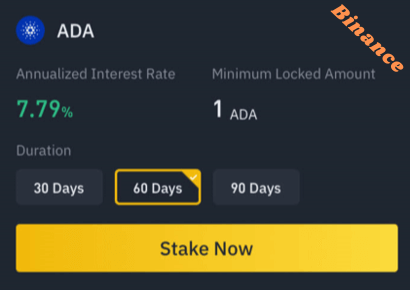 Binance
ADA
Annualized Interest Rate Minimum Locked Amount
7.79% 1 ADA
Duration
30 Days 60 Days 90 Days
Stake Now